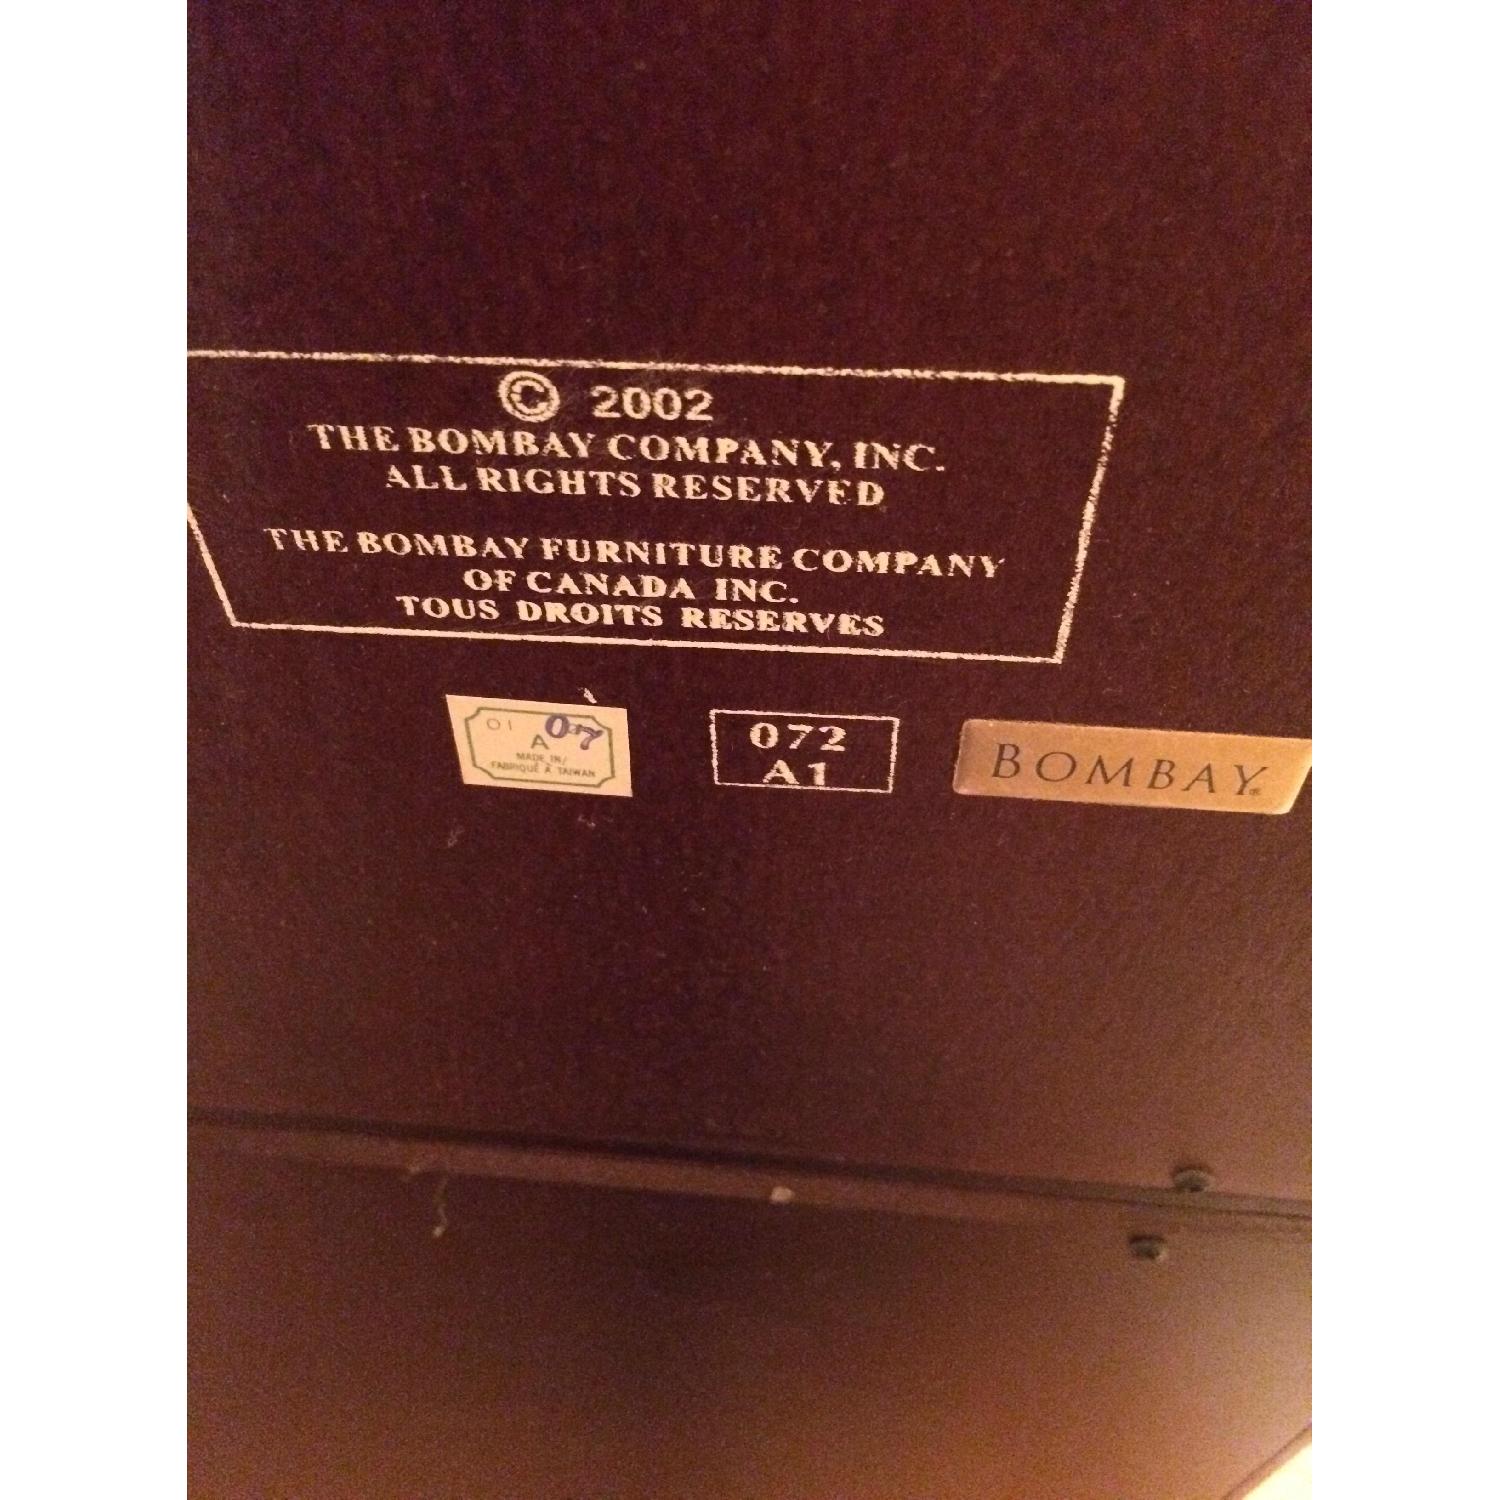 © 2002
THE BOMBAY COMPANY, INC.
ALL RIGHTS RESERVED
THE BOMBAY FURNITURE COMPANY
OF CANADA INC.
TOUS DROITS RESERVES
01 07
A
MADE IN/
FABRIQUÉ À TAIWAN
072
A1
BOMBAY®